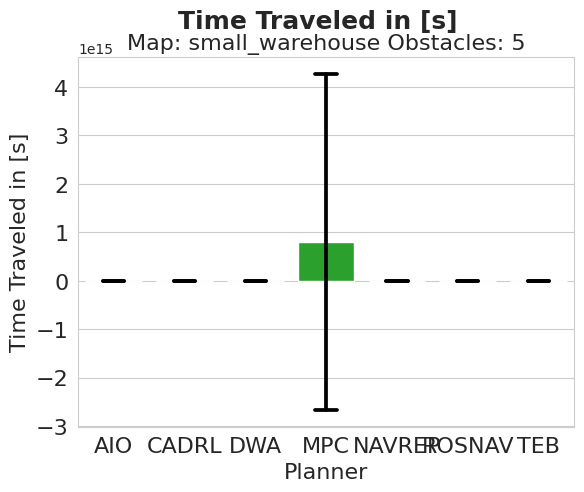 Time Traveled in [s]
Map: small_warehouse Obstacles: 5
1e15
Time Traveled in [s]
4
3
2
1
0
−1
−2
−3
AIO CADRL DWA MPC NAVREP ROSNAV TEB
Planner